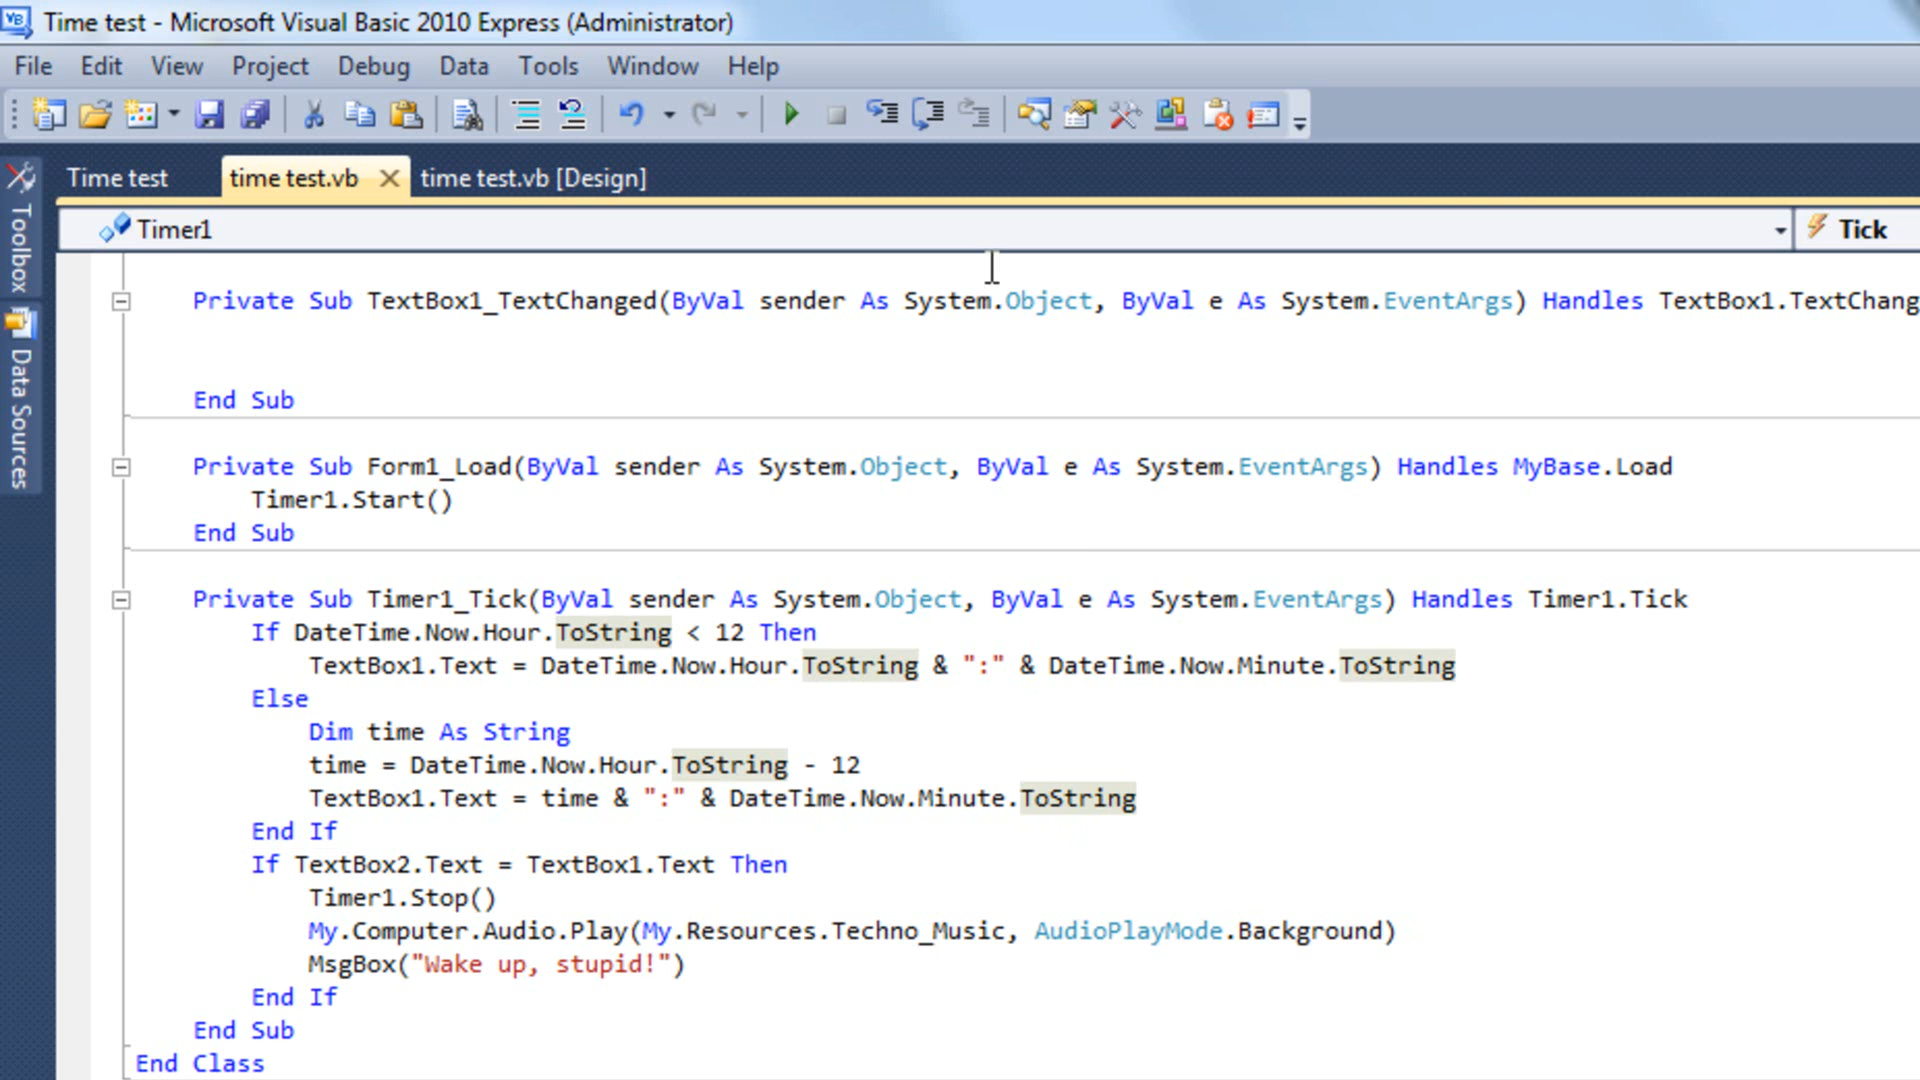 Time test - Microsoft Visual Basic 2010 Express (Administrator)
File Edit View Project Debug Data Tools Window Help
Time test time test.vb time test.vb [Design]
Toolbox
Data Sources
Timer1 Tick
Private Sub TextBox1_TextChanged(ByVal sender As System.Object, ByVal e As System.EventArgs) Handles TextBox1.TextChang
End Sub
Private Sub Form1_Load(ByVal sender As System.Object, ByVal e As System.EventArgs) Handles MyBase.Load
Timer1.Start()
End Sub
Private Sub Timer1_Tick(ByVal sender As System.Object, ByVal e As System.EventArgs) Handles Timer1.Tick
If DateTime.Now.Hour.ToString < 12 Then
TextBox1.Text = DateTime.Now.Hour.ToString & ":" & DateTime.Now.Minute.ToString
Else
Dim time As String
time = DateTime.Now.Hour.ToString - 12
TextBox1.Text = time & ":" & DateTime.Now.Minute.ToString
End If
If TextBox2.Text = TextBox1.Text Then
Timer1.Stop()
My.Computer.Audio.Play(My.Resources.Techno_Music, AudioPlayMode.Background)
MsgBox("Wake up, stupid!")
End If
End Sub
End Class